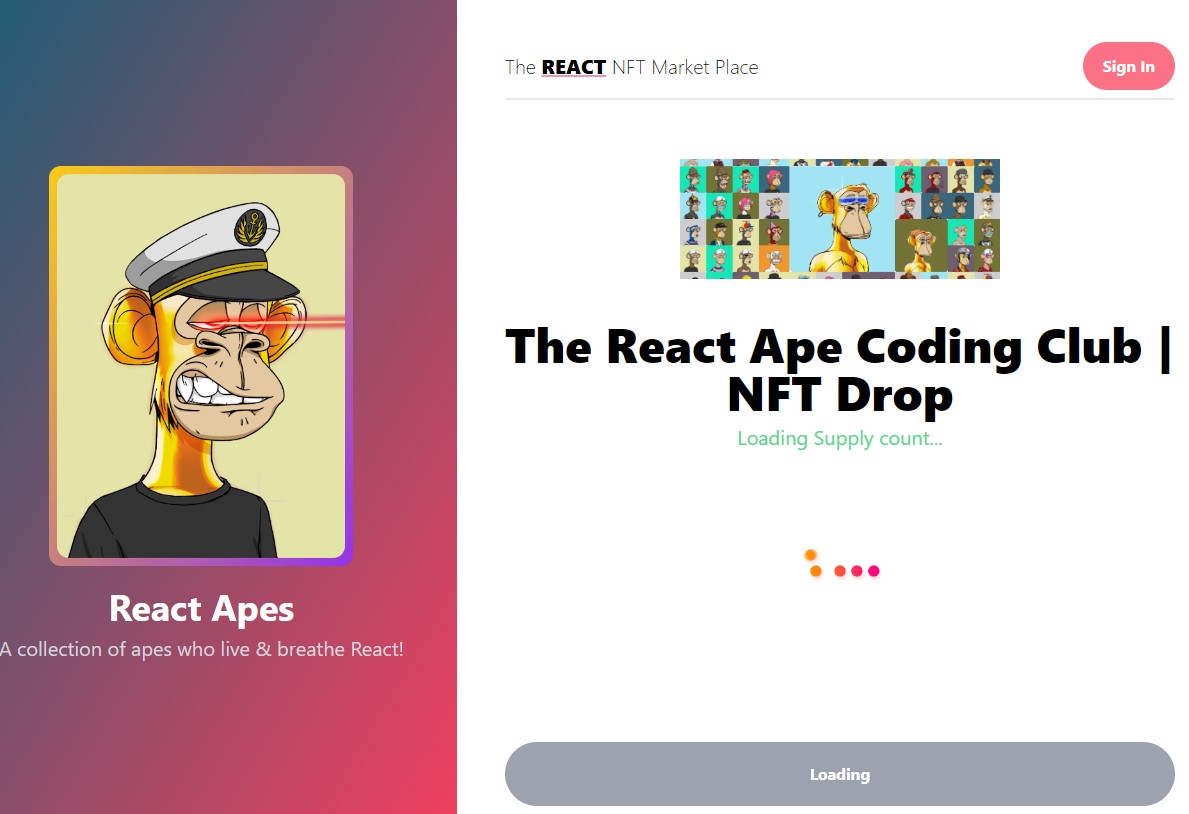 React Apes
A collection of apes who live & breathe React!
The REACT NFT Market Place
Sign In
The React Ape Coding Club |
NFT Drop
Loading Supply count...
Loading